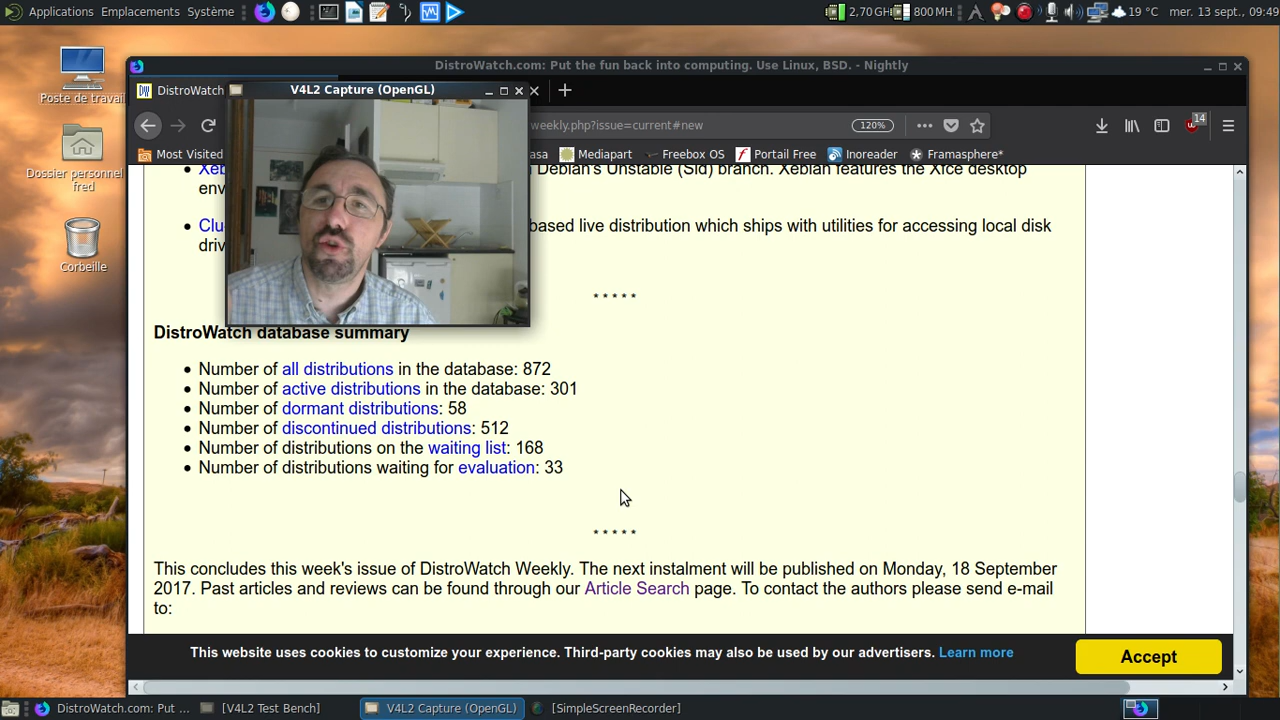 Applications Emplacements Système 2,70 GH 800 MH 19 °C mer. 13 sept., 09:49
DistroWatch.com: Put the fun back into computing. Use Linux, BSD. - Nightly
DistroWatch
V4L2 Capture (OpenGL)
weekly.php?issue=current#new 120% 14
Most Visited asa Mediapart Freebox OS Portail Free Inoreader Framasphere*
Poste de travail
Dossier personnel
fred
Corbeille
Xeb Debian's Unstable (Sid) branch. Xebian features the Xfce desktop
env
Clu based live distribution which ships with utilities for accessing local disk
driv
* * * * *
DistroWatch database summary
Number of all distributions in the database: 872
Number of active distributions in the database: 301
Number of dormant distributions: 58
Number of discontinued distributions: 512
Number of distributions on the waiting list: 168
Number of distributions waiting for evaluation: 33
* * * * *
This concludes this week's issue of DistroWatch Weekly. The next instalment will be published on Monday, 18 September
2017. Past articles and reviews can be found through our Article Search page. To contact the authors please send e-mail
to:
This website uses cookies to customize your experience. Third-party cookies may also be used by our advertisers. Learn more
Accept
DistroWatch.com: Put ... [V4L2 Test Bench] V4L2 Capture (OpenGL) [SimpleScreenRecorder]